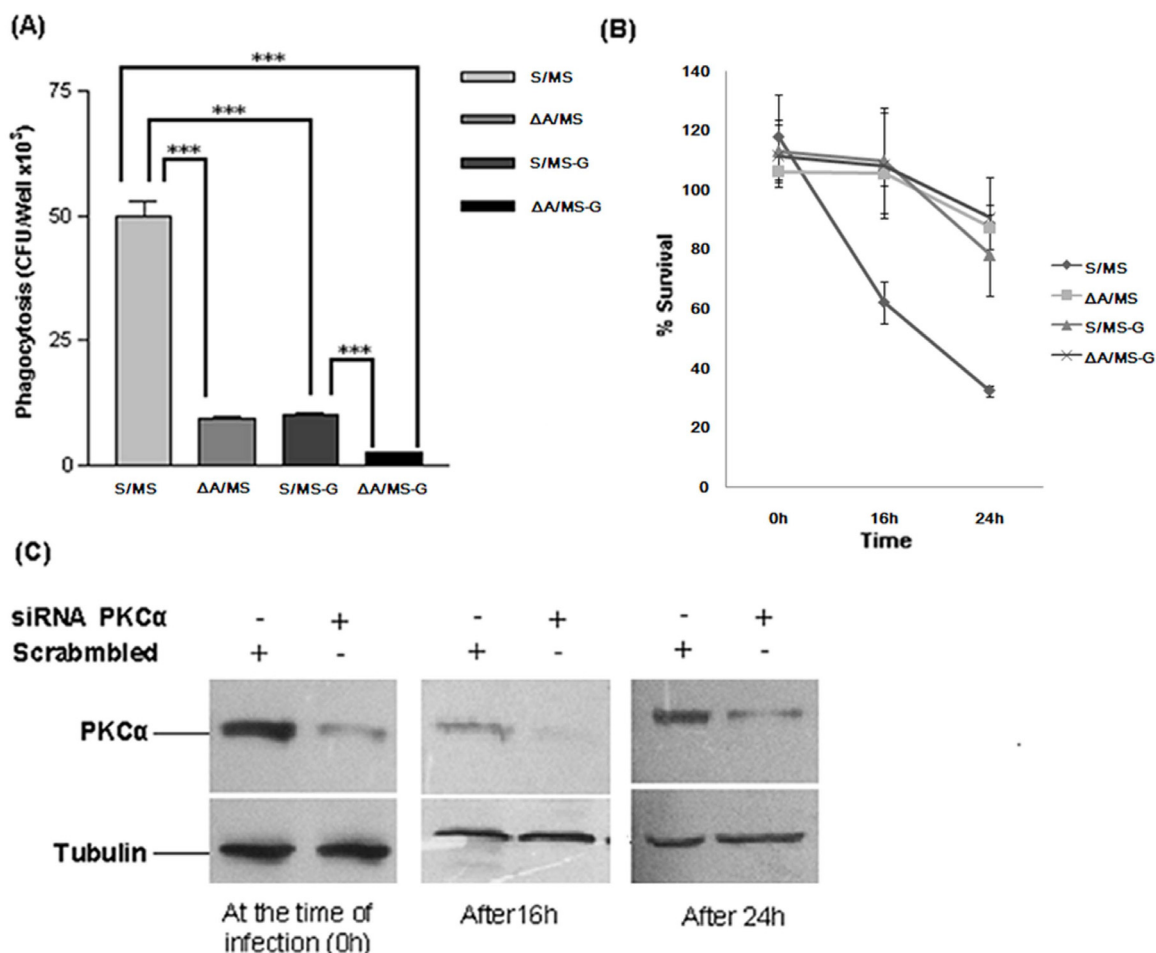 (A)
Phagocytosis (CFU/Well x10³)
75
50
25
0
***
***
***
***
S/MS
ΔA/MS
S/MS-G
ΔA/MS-G
S/MS
ΔA/MS
S/MS-G
ΔA/MS-G
(B)
% Survival
140
120
100
80
60
40
20
0
0h
16h
24h
Time
S/MS
ΔA/MS
S/MS-G
ΔA/MS-G
(C)
siRNA PKCα - + - + - +
Scrabmbled + - + - + -
PKCα
Tubulin
At the time of
infection (0h)
After16h
After 24h